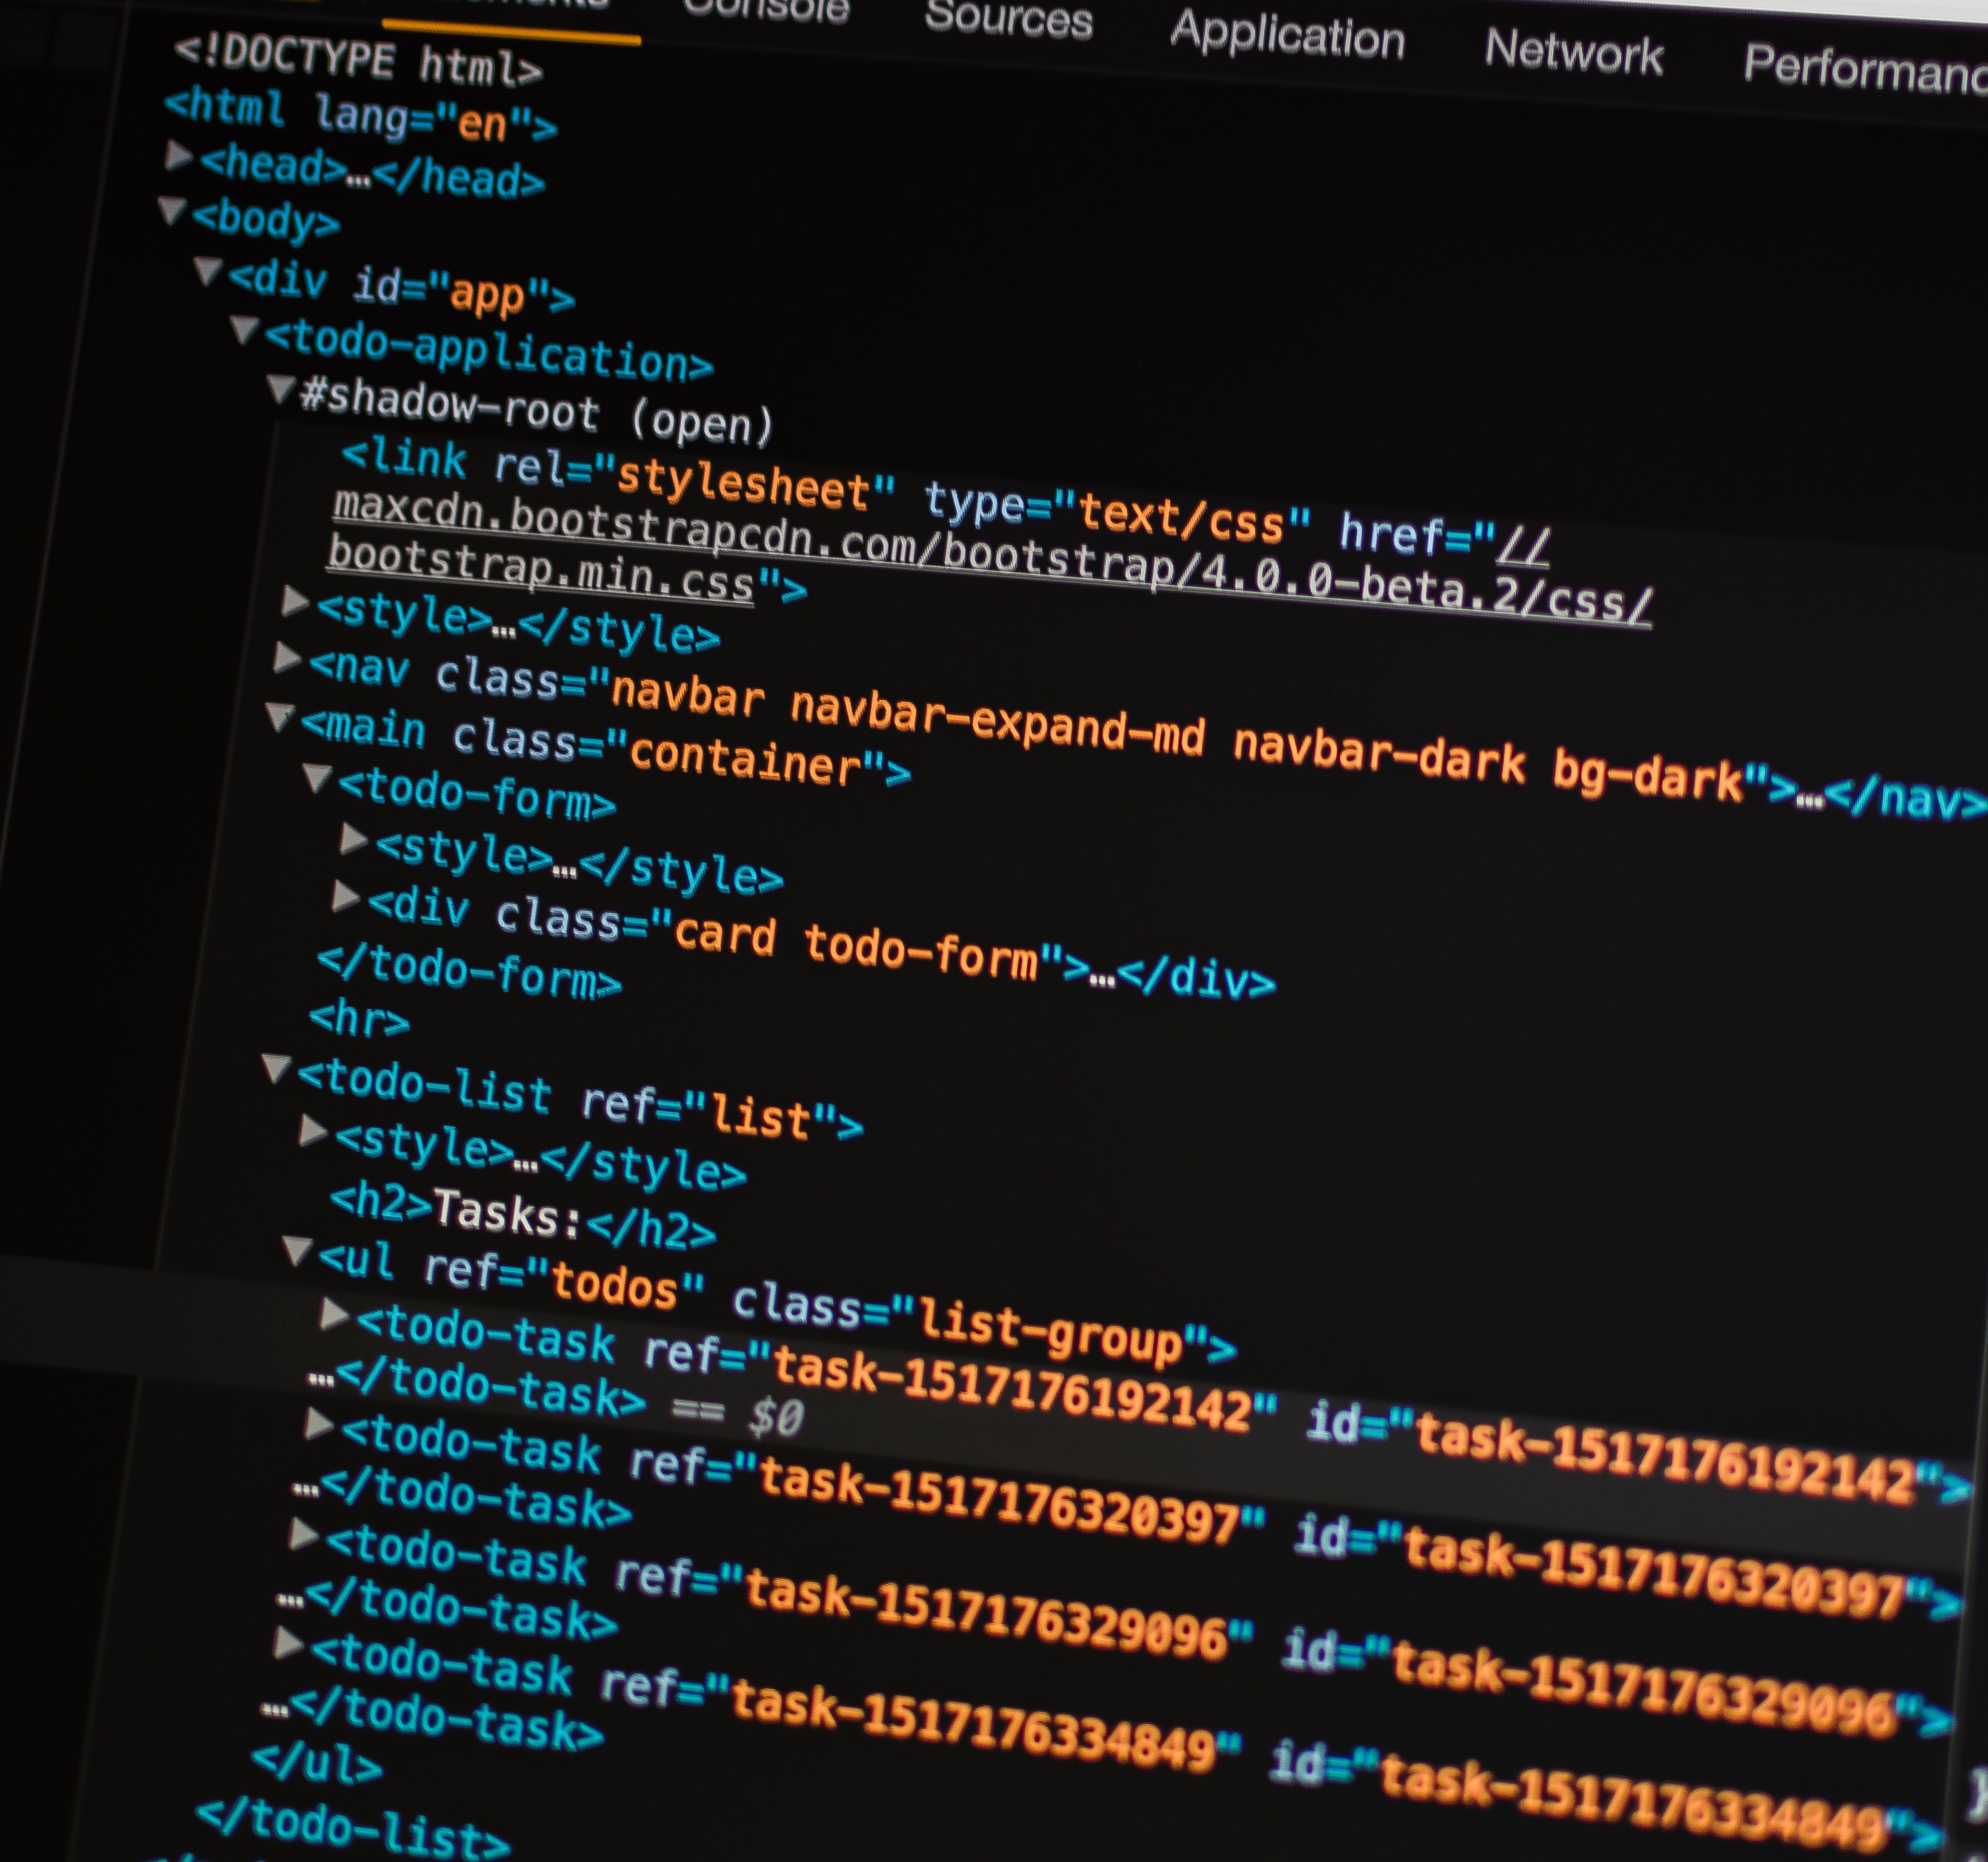 Console Sources Application Network
<!DOCTYPE html>
<html lang="en">
▶<head>…</head>
▼<body>
▼<div id="app">
▼<todo-application>
▼#shadow-root (open)
<link rel="stylesheet" type="text/css" href="//
maxcdn.bootstrapcdn.com/bootstrap/4.0.0-beta.2/css/
bootstrap.min.css">
▶<style>…</style>
▶<nav class="navbar navbar-expand-md navbar-dark bg-dark">…</nav>
▼<main class="container">
▼<todo-form>
▶<style>…</style>
▶<div class="card todo-form">…</div>
</todo-form>
<hr>
▼<todo-list ref="list">
▶<style>…</style>
<h2>Tasks:</h2>
▼<ul ref="todos" class="list-group">
▶<todo-task ref="task-1517176192142" id="task-1517176192142">
…</todo-task> == $0
▶<todo-task ref="task-1517176320397" id="task-1517176320397">
…</todo-task>
▶<todo-task ref="task-1517176329096" id="task-1517176329096">
…</todo-task>
▶<todo-task ref="task-1517176334849" id="task-1517176334849">
…</todo-task>
</ul>
</todo-list>